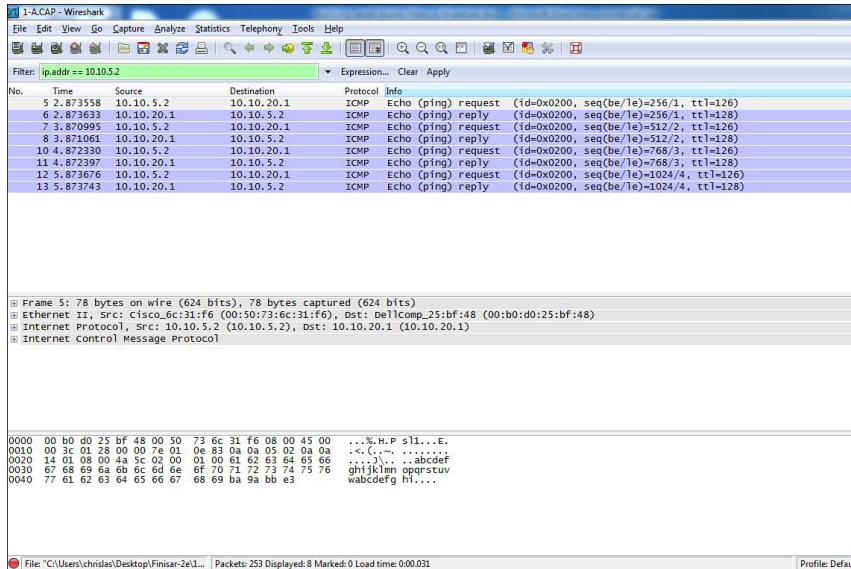 1-A.CAP - Wireshark
File Edit View Go Capture Analyze Statistics Telephony Tools Help
Filter: ip.addr == 10.10.5.2 Expression... Clear Apply
No. Time Source Destination Protocol Info
5 2.873558 10.10.5.2 10.10.20.1 ICMP Echo (ping) request (id=0x0200, seq(be/le)=256/1, ttl=126)
6 2.873633 10.10.20.1 10.10.5.2 ICMP Echo (ping) reply (id=0x0200, seq(be/le)=256/1, ttl=128)
7 3.870995 10.10.5.2 10.10.20.1 ICMP Echo (ping) request (id=0x0200, seq(be/le)=512/2, ttl=126)
8 3.871061 10.10.20.1 10.10.5.2 ICMP Echo (ping) reply (id=0x0200, seq(be/le)=512/2, ttl=128)
10 4.872330 10.10.5.2 10.10.20.1 ICMP Echo (ping) request (id=0x0200, seq(be/le)=768/3, ttl=126)
11 4.872397 10.10.20.1 10.10.5.2 ICMP Echo (ping) reply (id=0x0200, seq(be/le)=768/3, ttl=128)
12 5.873676 10.10.5.2 10.10.20.1 ICMP Echo (ping) request (id=0x0200, seq(be/le)=1024/4, ttl=126)
13 5.873743 10.10.20.1 10.10.5.2 ICMP Echo (ping) reply (id=0x0200, seq(be/le)=1024/4, ttl=128)
Frame 5: 78 bytes on wire (624 bits), 78 bytes captured (624 bits)
Ethernet II, Src: Cisco_6c:31:f6 (00:50:73:6c:31:f6), Dst: DellComp_25:bf:48 (00:b0:d0:25:bf:48)
Internet Protocol, Src: 10.10.5.2 (10.10.5.2), Dst: 10.10.20.1 (10.10.20.1)
Internet Control Message Protocol
0000 00 b0 d0 25 bf 48 00 50 73 6c 31 f6 08 00 45 00 ...%.H.P sl1...E.
0010 00 3c 01 28 00 00 7e 01 0e 83 0a 0a 05 02 0a 0a .<.(..~. ........
0020 14 01 08 00 4a 5c 02 00 01 00 61 62 63 64 65 66 ....J\.. ..abcdef
0030 67 68 69 6a 6b 6c 6d 6e 6f 70 71 72 73 74 75 76 ghijklmn opqrstuv
0040 77 61 62 63 64 65 66 67 68 69 ba 9a bb e3 wabcdefg hi....
File: "C:\Users\chrislas\Desktop\Finisar-2e\1... Packets: 253 Displayed: 8 Marked: 0 Load time: 0:00.031 Profile: Defau